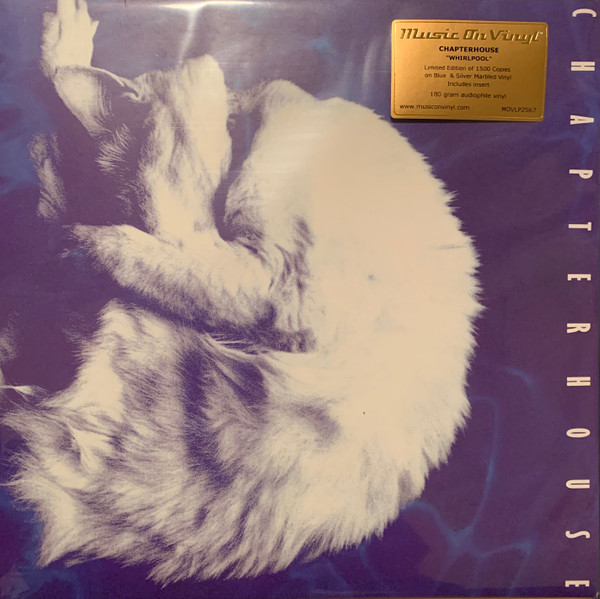 Music On Vinyl
CHAPTERHOUSE
"WHIRLPOOL"
Limited Edition of 1500 Copies
on Blue & Silver Marbled Vinyl
Includes insert
180 gram audiophile vinyl
www.musiconvinyl.com MOVLP2567
CHAPTERHOUSE